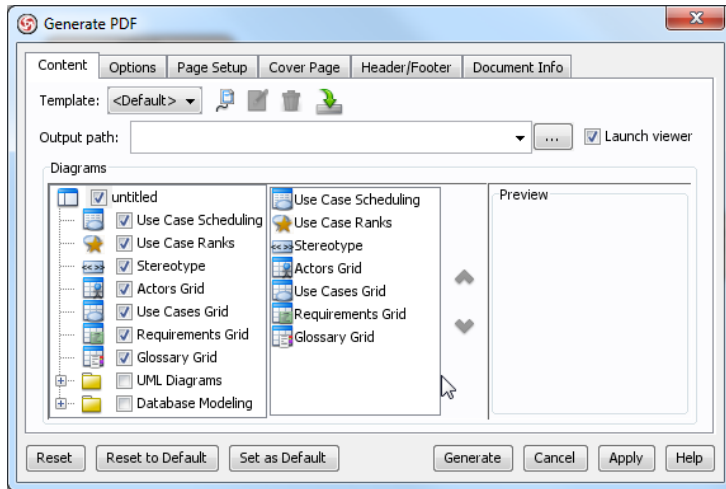 Generate PDF
Content Options Page Setup Cover Page Header/Footer Document Info
Template: <Default>
Output path: ... Launch viewer
Diagrams
untitled
Use Case Scheduling
Use Case Ranks
<< >> Stereotype
Actors Grid
Use Cases Grid
Requirements Grid
Glossary Grid
UML Diagrams
Database Modeling
Use Case Scheduling
Use Case Ranks
<< >> Stereotype
Actors Grid
Use Cases Grid
Requirements Grid
Glossary Grid
Preview
Reset Reset to Default Set as Default Generate Cancel Apply Help